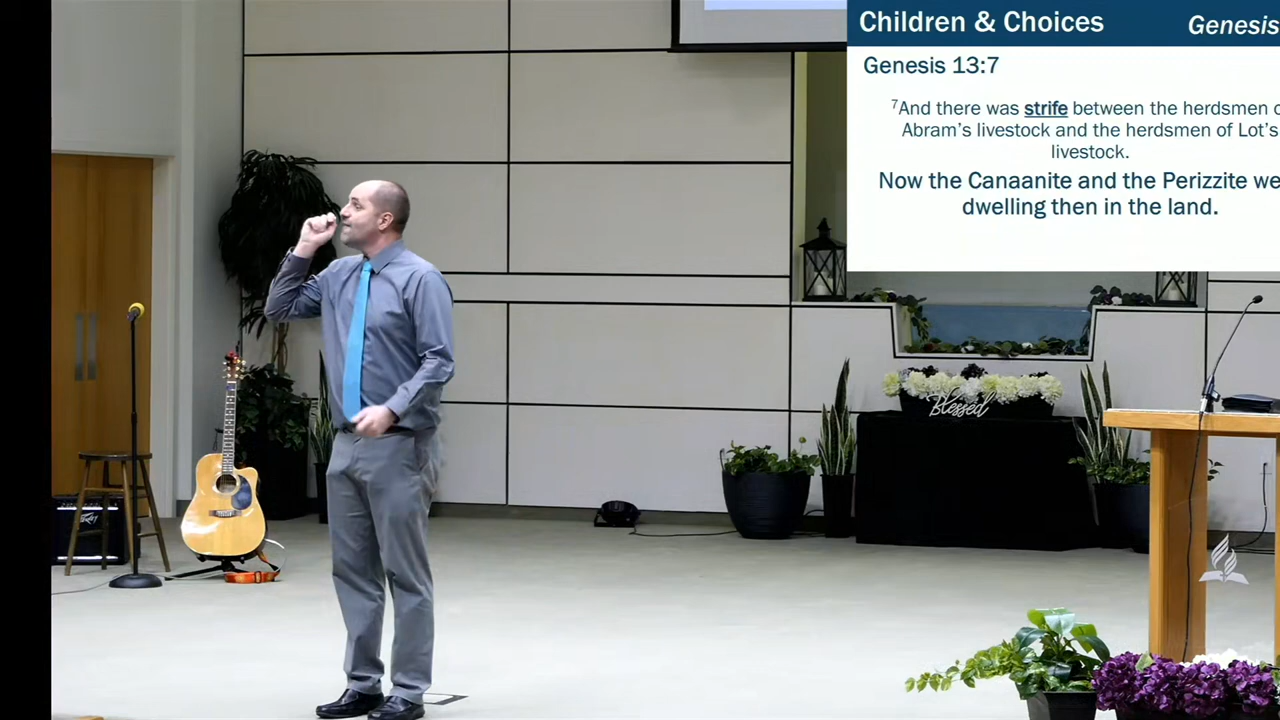 Children & Choices
Genesis
Genesis 13:7
7And there was strife between the herdsmen
Abram's livestock and the herdsmen of Lot's
livestock.
Now the Canaanite and the Perizzite
dwelling then in the land.
Blessed
PEAVEY